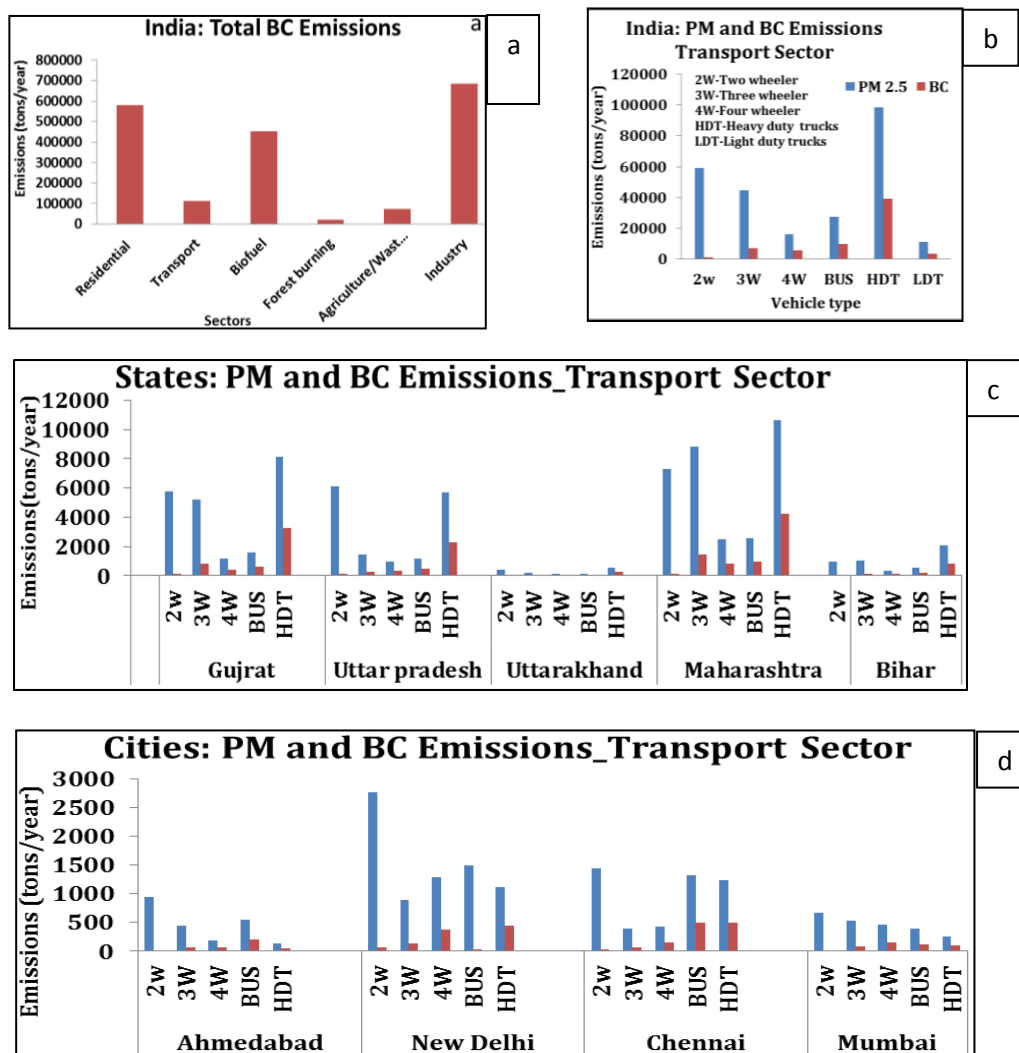 India: Total BC Emissions
a
a
Emissions (tons/year)
800000
700000
600000
500000
400000
300000
200000
100000
0
Residential
Transport
Biofuel
Forest burning
Agriculture/Wast...
Industry
Sectors
b
India: PM and BC Emissions
Transport Sector
Emissions (tons/year)
120000
100000
80000
60000
40000
20000
0
2W-Two wheeler
3W-Three wheeler
4W-Four wheeler
HDT-Heavy duty trucks
LDT-Light duty trucks
PM 2.5 BC
2w 3W 4W BUS HDT LDT
Vehicle type
c
States: PM and BC Emissions_Transport Sector
Emissions(tons/year)
12000
10000
8000
6000
4000
2000
0
2w 3W 4W BUS HDT 2w 3W 4W BUS HDT 2w 3W 4W BUS HDT 2w 3W 4W BUS HDT 2w 3W 4W BUS HDT
Gujrat Uttar pradesh Uttarakhand Maharashtra Bihar
d
Cities: PM and BC Emissions_Transport Sector
Emissions (tons/year)
3000
2500
2000
1500
1000
500
0
2w 3W 4W BUS HDT 2w 3W 4W BUS HDT 2w 3W 4W BUS HDT 2w 3W 4W BUS HDT
Ahmedabad New Delhi Chennai Mumbai